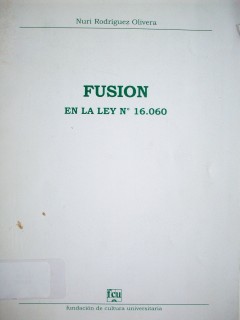 Nuri Rodríguez Olivera
FUSION
EN LA LEY N° 16.060
fcu
fundación de cultura universitaria